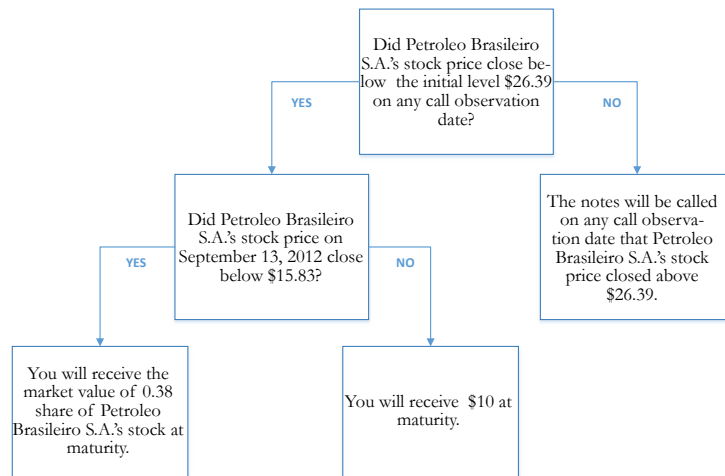 Did Petroleo Brasileiro
S.A.'s stock price close be-
low the initial level $26.39
on any call observation
date?
YES
NO
Did Petroleo Brasileiro
S.A.'s stock price on
September 13, 2012 close
below $15.83?
The notes will be called
on any call observa-
tion date that Petroleo
Brasileiro S.A.'s stock
price closed above
$26.39.
YES
NO
You will receive the
market value of 0.38
share of Petroleo
Brasileiro S.A.'s stock at
maturity.
You will receive $10 at
maturity.